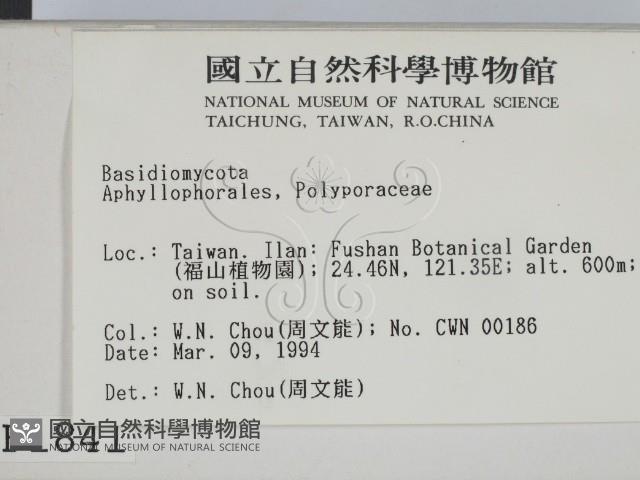 國立自然科學博物館
NATIONAL MUSEUM OF NATURAL SCIENCE
TAICHUNG, TAIWAN, R.O.CHINA
Basidiomycota
Aphyllophorales, Polyporaceae
Loc.: Taiwan. Ilan: Fushan Botanical Garden
(福山植物園); 24.46N, 121.35E; alt. 600m;
on soil.
Col.: W.N. Chou(周文能); No. CWN 00186
Date: Mar. 09, 1994
Det.: W.N. Chou(周文能)
841
國立自然科學博物館
NATIONAL MUSEUM OF NATURAL SCIENCE